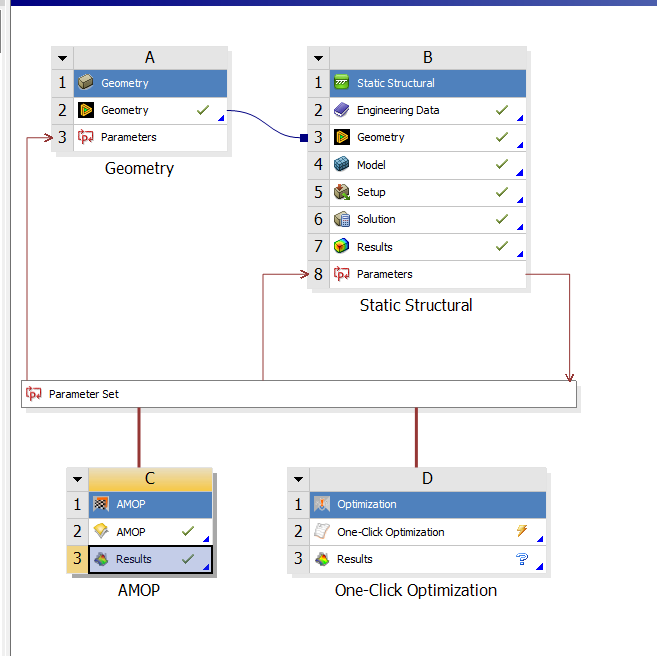 A
1 Geometry
2 Geometry
3 Parameters
Geometry
B
1 Static Structural
2 Engineering Data
3 Geometry
4 Model
5 Setup
6 Solution
7 Results
8 Parameters
Static Structural
Parameter Set
C
1 AMOP
2 AMOP
3 Results
AMOP
D
1 Optimization
2 One-Click Optimization
3 Results
One-Click Optimization